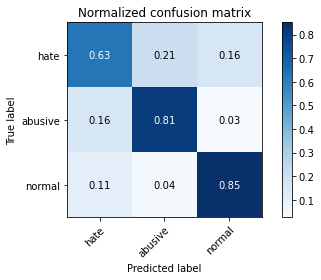 Normalized confusion matrix
True label
hate 0.63 0.21 0.16
abusive 0.16 0.81 0.03
normal 0.11 0.04 0.85
hate abusive normal
Predicted label
0.8
0.7
0.6
0.5
0.4
0.3
0.2
0.1